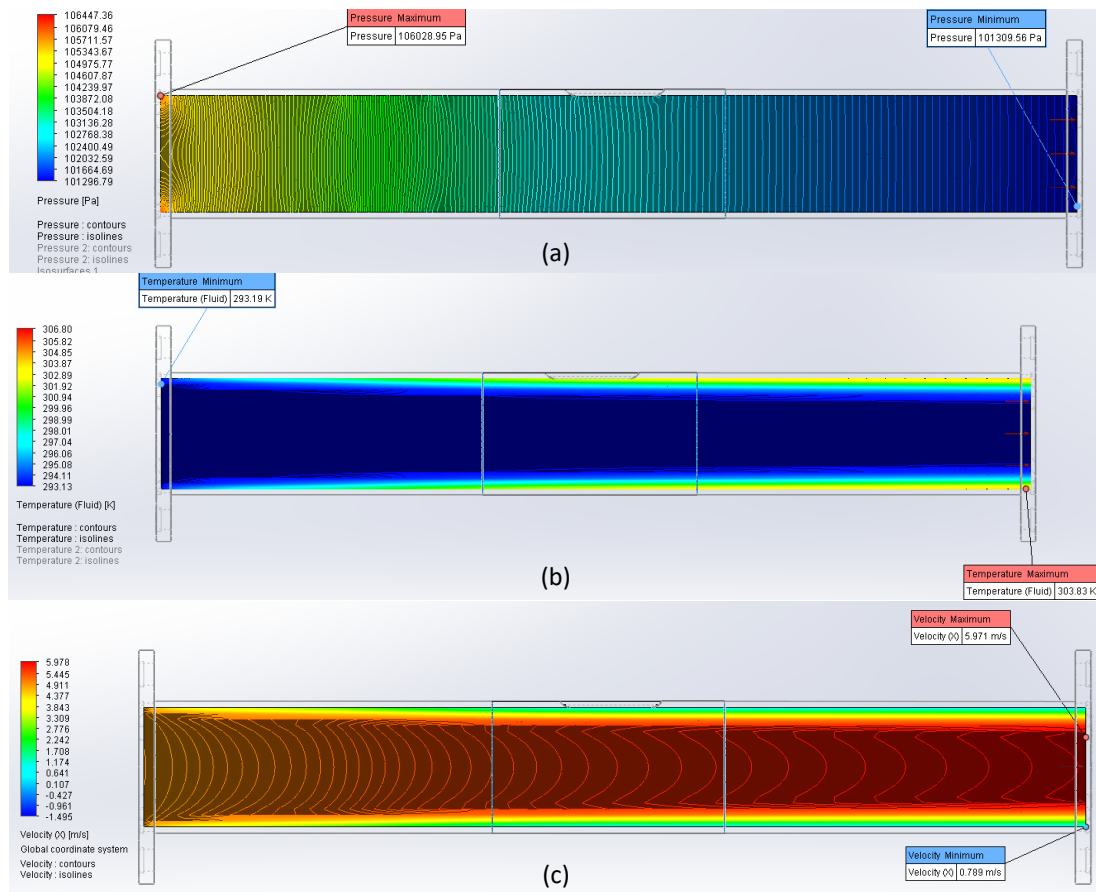 106447.36
106079.46
105711.57
105343.67
104975.77
104607.87
104239.97
103872.08
103504.18
103136.28
102768.38
102400.49
102032.59
101664.69
101296.79
Pressure [Pa]
Pressure : contours
Pressure : isolines
Pressure 2: contours
Pressure 2: isolines
Isosurfaces 1
Pressure Maximum
Pressure 106028.95 Pa
Pressure Minimum
Pressure 101309.56 Pa
(a)
Temperature Minimum
Temperature (Fluid) 293.19 K
306.80
305.82
304.85
303.87
302.89
301.92
300.94
299.96
298.99
298.01
297.04
296.06
295.08
294.11
293.13
Temperature (Fluid) [K]
Temperature : contours
Temperature : isolines
Temperature 2: contours
Temperature 2: isolines
(b)
Temperature Maximum
Temperature (Fluid) 303.83 K
Velocity Maximum
Velocity (X) 5.971 m/s
5.978
5.445
4.911
4.377
3.843
3.309
2.776
2.242
1.708
1.174
0.641
0.107
-0.427
-0.961
-1.495
Velocity (X) [m/s]
Global coordinate system
Velocity : contours
Velocity : isolines
(c)
Velocity Minimum
Velocity (X) 0.789 m/s